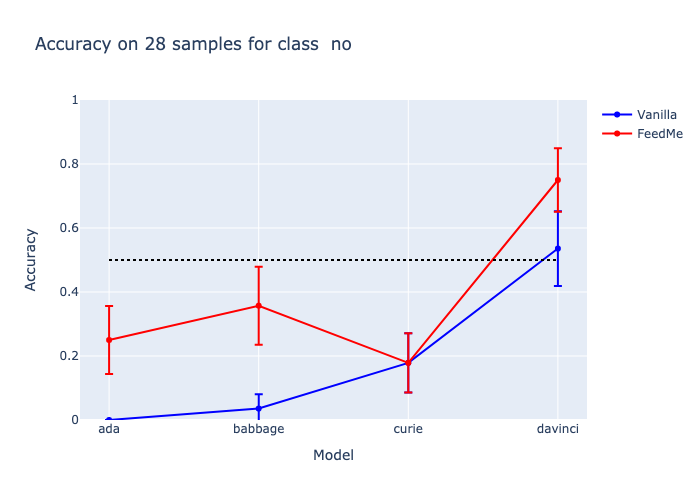 Accuracy on 28 samples for class  no
Vanilla
FeedMe
1
0.8
0.6
0.4
0.2
0
Accuracy
ada
babbage
curie
davinci
Model